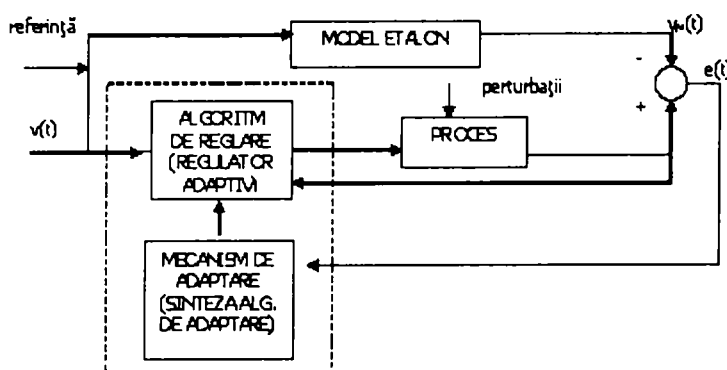 referinţă
MODEL ETALON
yₘ(t)
-
e(t)
perturbaţii
v(t)
ALGORITM
DE REGLARE
(REGULATOR
ADAPTIV)
PROCES
+
MECANISM DE
ADAPTARE
(SINTEZA ALG.
DE ADAPTARE)